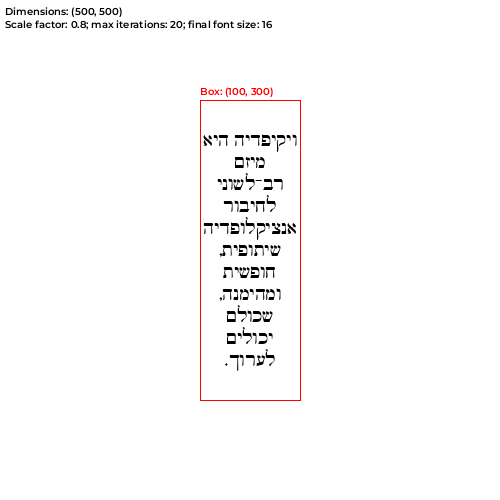 Dimensions: (500, 500)
Scale factor: 0.8; max iterations: 20; final font size: 16
Box: (100, 300)
ויקיפדיה היא
מיזם
רב־לשוני
לחיבור
אנציקלופדיה
שיתופית,
חופשית
ומהימנה,
שכולם
יכולים
לערוך.